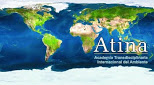 Atina
Academia Transdisciplinaria
Internacional del Ambiente